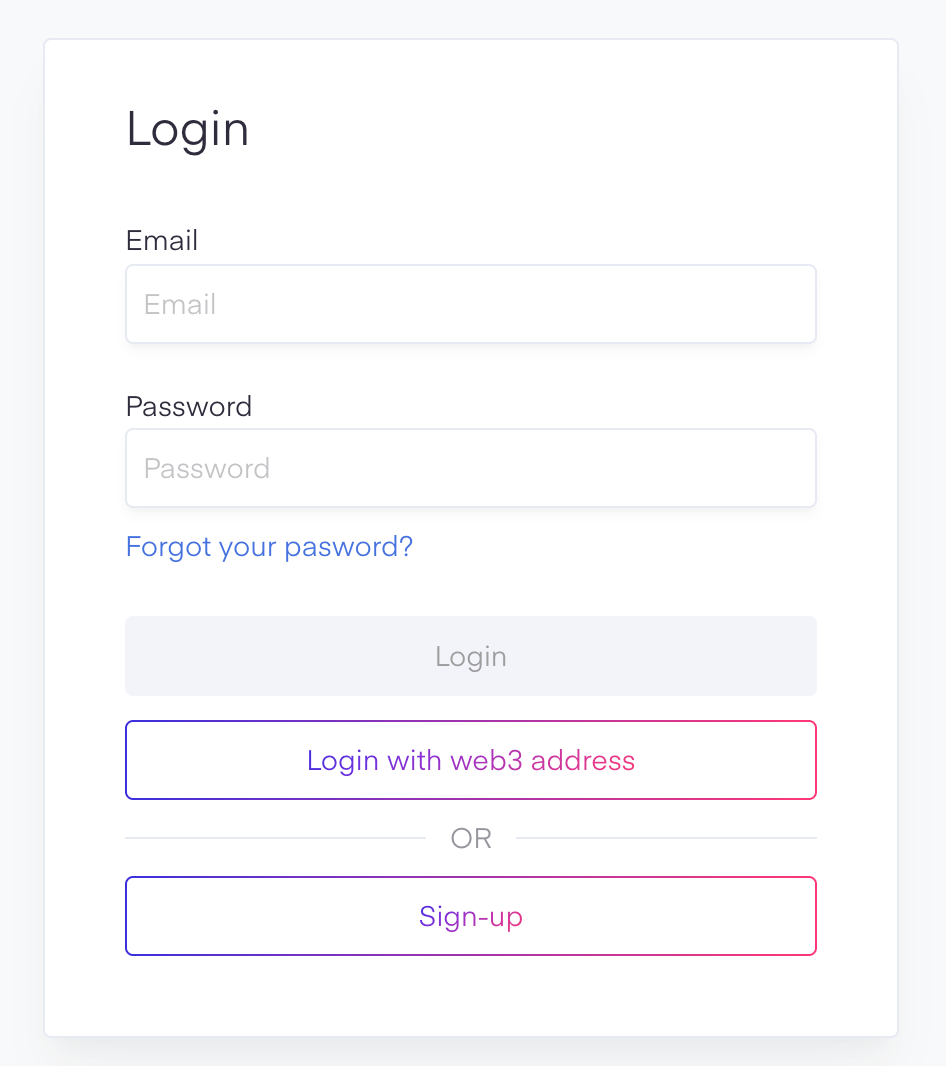 Login
Email
Email
Password
Password
Forgot your pasword?
Login
Login with web3 address
OR
Sign-up